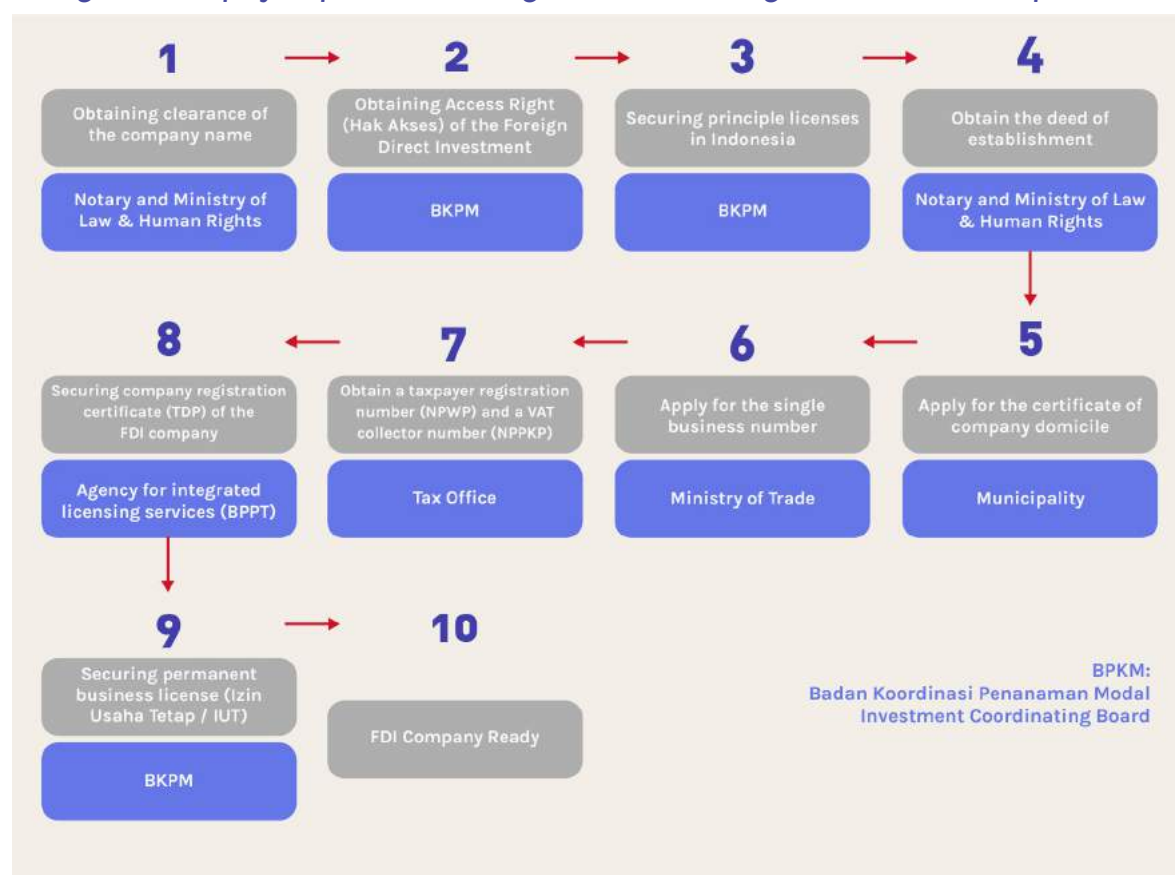 1
2
3
4
Obtaining clearance of
the company name
Obtaining Access Right
(Hak Akses) of the Foreign
Direct Investment
Securing principle licenses
in Indonesia
Obtain the deed of
establishment
Notary and Ministry of
Law & Human Rights
BKPM
BKPM
Notary and Ministry of Law
& Human Rights
8
7
6
5
Securing company registration
certificate (TDP) of the
FDI company
Obtain a taxpayer registration
number (NPWP) and a VAT
collector number (NPPKP)
Apply for the single
business number
Apply for the certificate of
company domicile
Agency for integrated
licensing services (BPPT)
Tax Office
Ministry of Trade
Municipality
9
10
Securing permanent
business license (Izin
Usaha Tetap / IUT)
FDI Company Ready
BKPM
BPKM:
Badan Koordinasi Penanaman Modal
Investment Coordinating Board